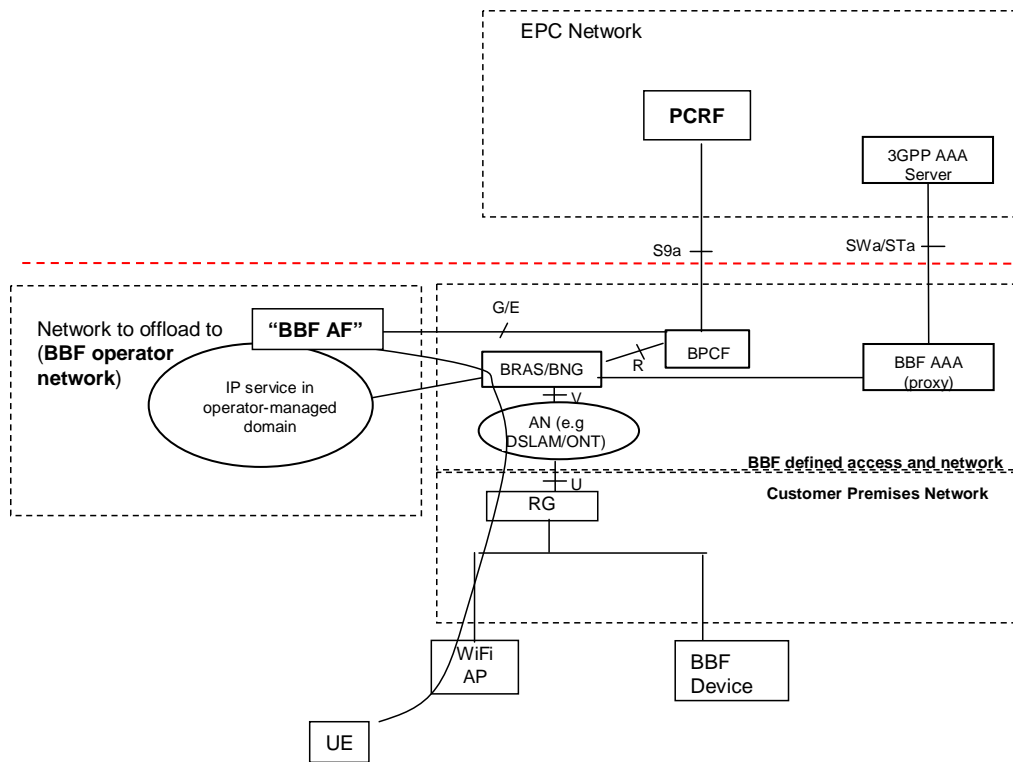 EPC Network
PCRF
3GPP AAA
Server
S9a
SWa/STa
G/E
Network to offload to
(BBF operator
network)
“BBF AF”
BPCF
R
BRAS/BNG
BBF AAA
(proxy)
IP service in
operator-managed
domain
V
AN (e.g
DSLAM/ONT)
BBF defined access and network
U
Customer Premises Network
RG
WiFi
AP
BBF
Device
UE